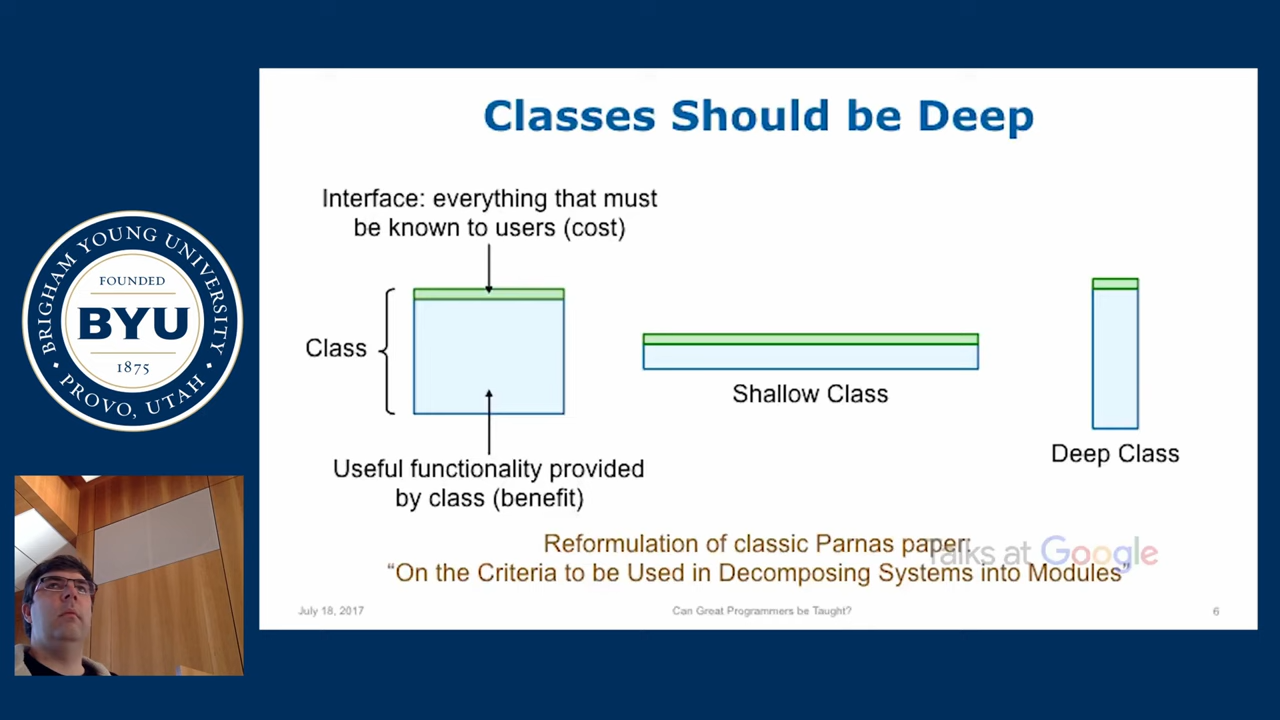 Classes Should be Deep
Interface: everything that must
be known to users (cost)
Class
Useful functionality provided
by class (benefit)
Shallow Class
Deep Class
Reformulation of classic Parnas paper:
“On the Criteria to be Used in Decomposing Systems into Modules”
Talks at Google
July 18, 2017
Can Great Programmers be Taught?
6
BRIGHAM YOUNG UNIVERSITY
FOUNDED
BYU
1875
PROVO, UTAH